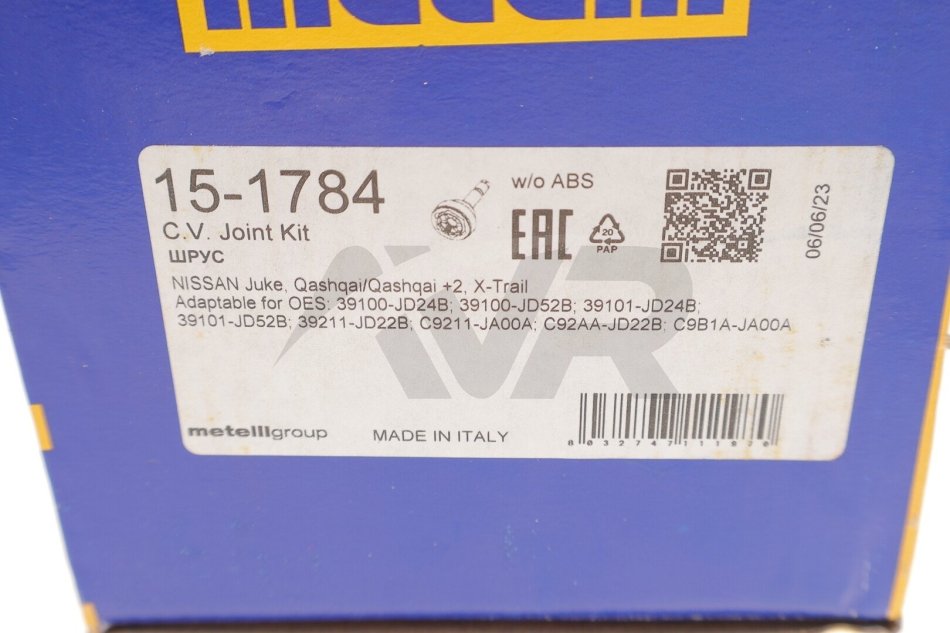 metelli
15-1784
C.V. Joint Kit
ШРУС
w/o ABS
EAC
20
PAP
06/06/23
NISSAN Juke, Qashqai/Qashqai +2, X-Trail
Adaptable for OES: 39100-JD24B; 39100-JD52B; 39101-JD24B;
39101-JD52B; 39211-JD22B; C9211-JA00A; C92AA-JD22B; C9B1A-JA00A
AVR
metelligroup
MADE IN ITALY